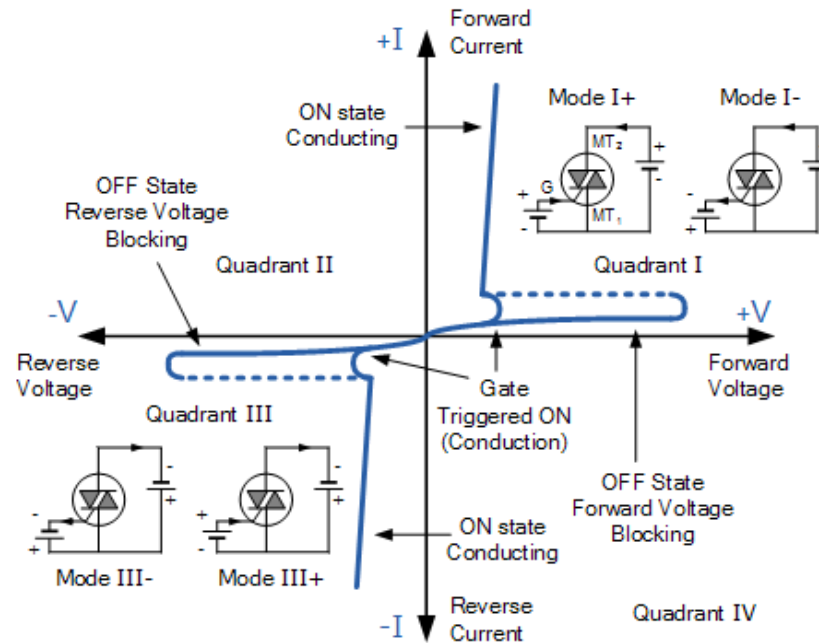 +I
Forward
Current
ON state
Conducting
Mode I+
Mode I-
MT₂
+
-
G
+
-
MT₁
-
+
OFF State
Reverse Voltage
Blocking
Quadrant II
Quadrant I
-V
+V
Reverse
Voltage
Forward
Voltage
Gate
Triggered ON
(Conduction)
Quadrant III
-
+
-
+
-
+
+
-
Mode III-
Mode III+
ON state
Conducting
OFF State
Forward Voltage
Blocking
-I
Reverse
Current
Quadrant IV